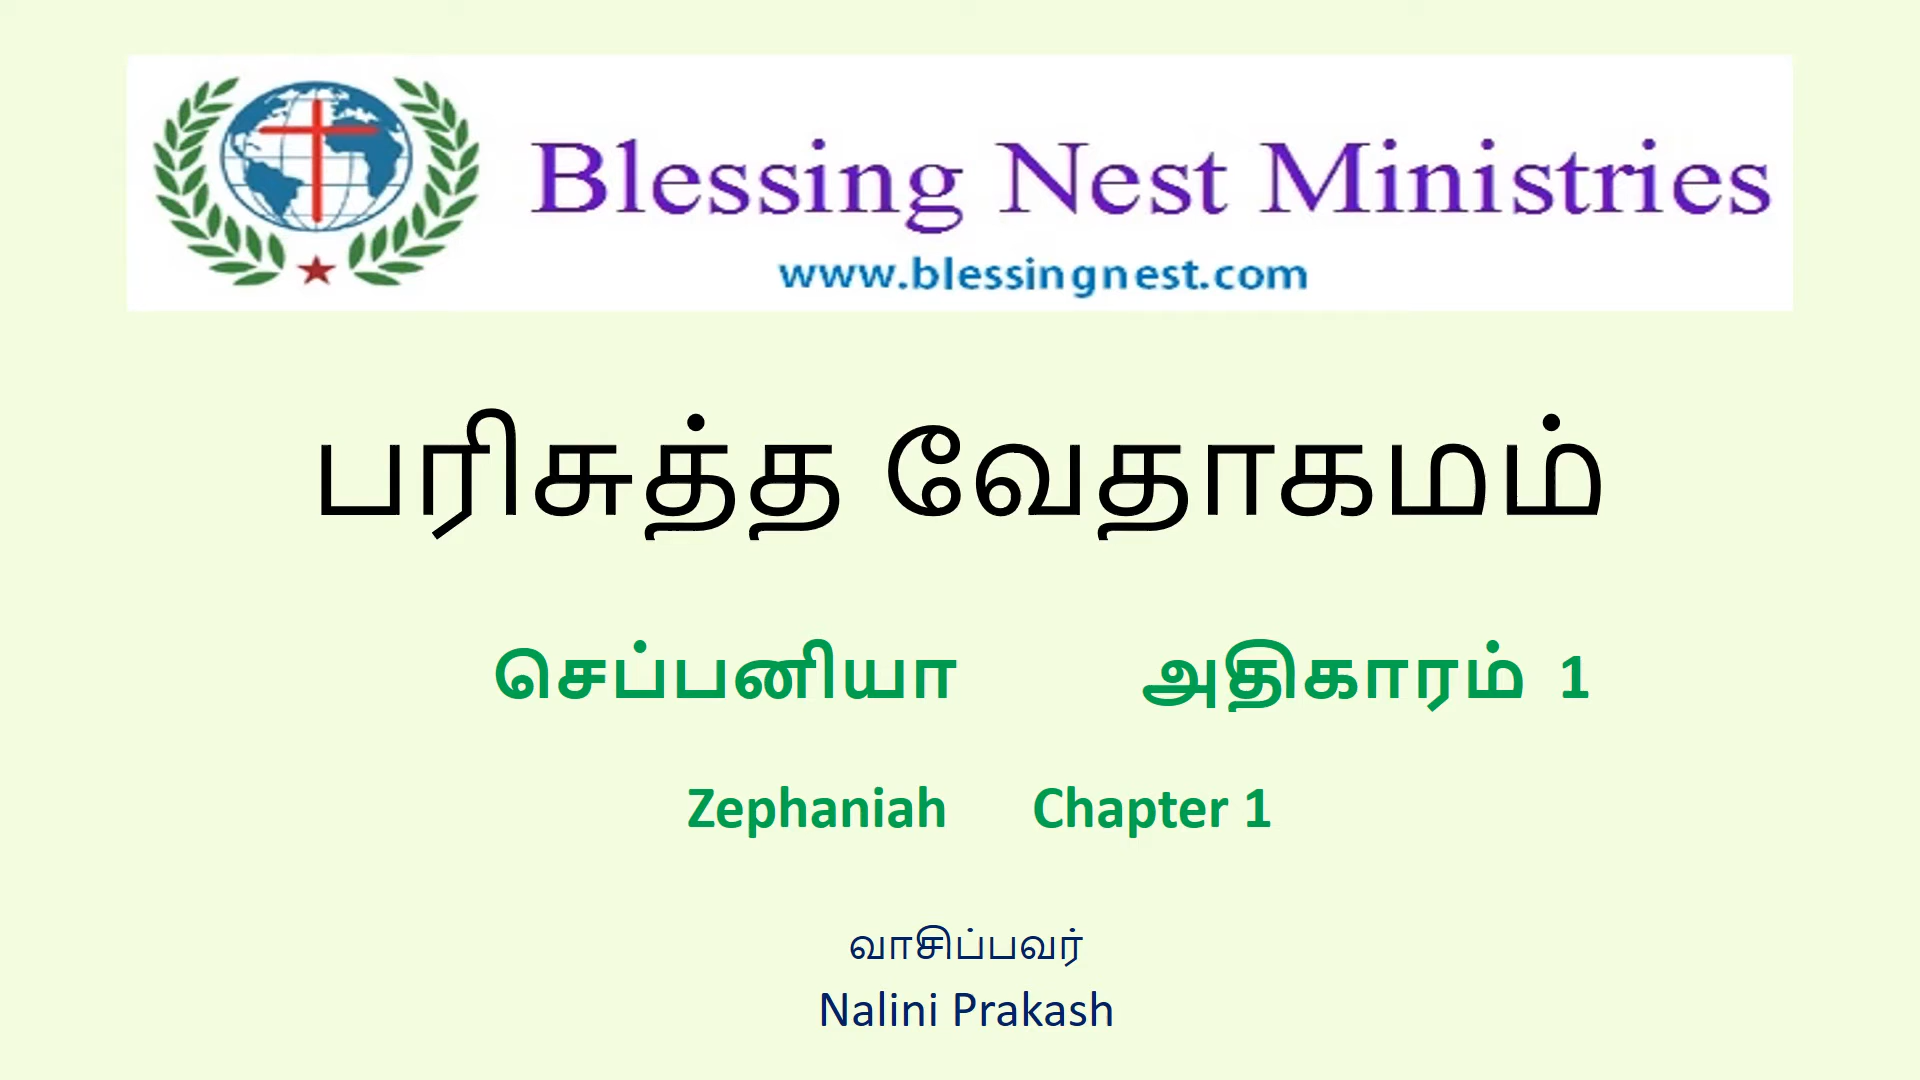 Blessing Nest Ministries
www.blessingnest.com
பரிசுத்த வேதாகமம்
செப்பனியா அதிகாரம் 1
Zephaniah Chapter 1
வாசிப்பவர்
Nalini Prakash